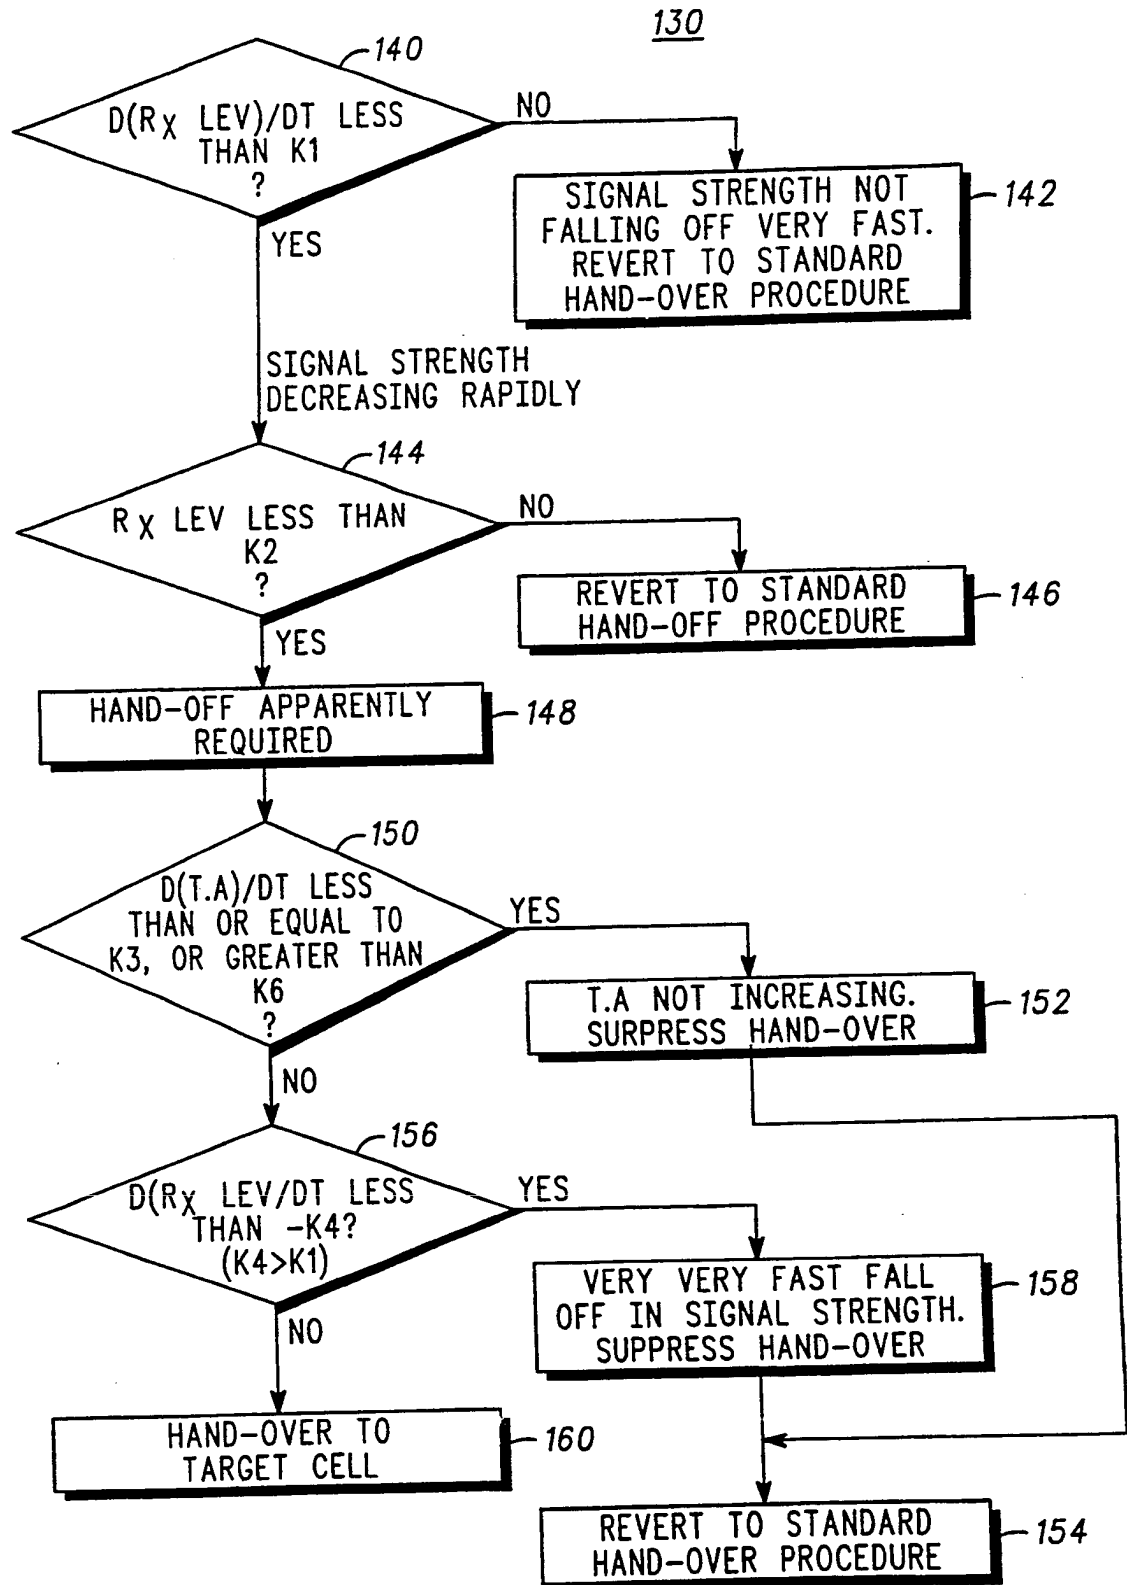 130
140
D(RX LEV)/DT LESS
THAN K1
?
NO
YES
SIGNAL STRENGTH NOT
FALLING OFF VERY FAST.
REVERT TO STANDARD
HAND-OVER PROCEDURE
142
SIGNAL STRENGTH
DECREASING RAPIDLY
144
RX LEV LESS THAN
K2
?
NO
YES
REVERT TO STANDARD
HAND-OFF PROCEDURE
146
HAND-OFF APPARENTLY
REQUIRED
148
150
D(T.A)/DT LESS
THAN OR EQUAL TO
K3, OR GREATER THAN
K6
?
YES
NO
T.A NOT INCREASING.
SURPRESS HAND-OVER
152
156
D(RX LEV/DT LESS
THAN -K4?
(K4>K1)
YES
NO
VERY VERY FAST FALL
OFF IN SIGNAL STRENGTH.
SUPPRESS HAND-OVER
158
HAND-OVER TO
TARGET CELL
160
REVERT TO STANDARD
HAND-OVER PROCEDURE
154